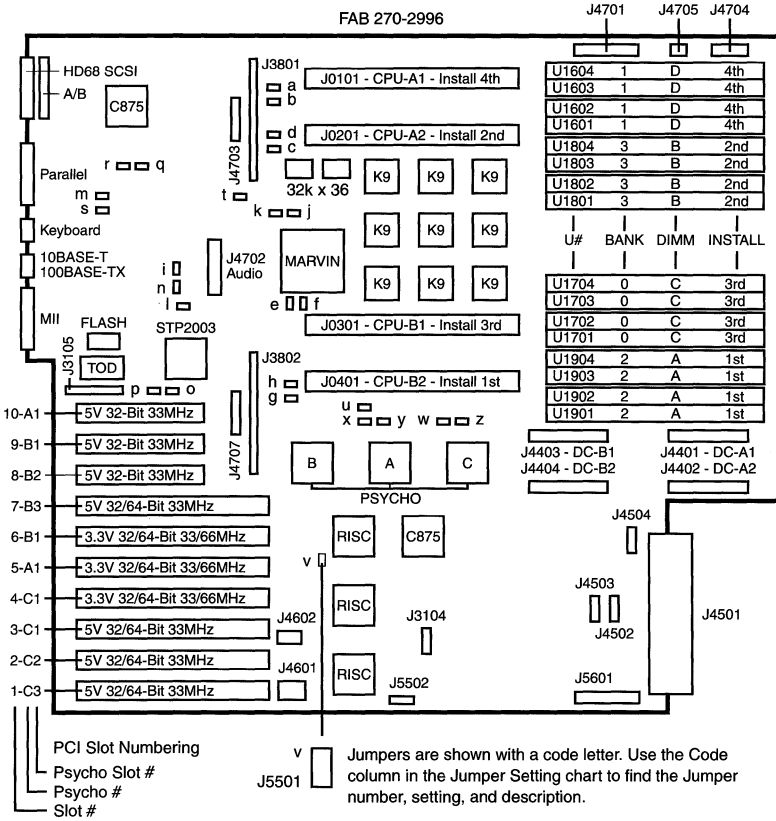 FAB 270-2996
J4701
J4705
J4704
HD68 SCSI
A/B
C875
Parallel
Keyboard
10BASE-T
100BASE-TX
MII
r
q
m
s
i
n
l
J3801
a
b
d
c
J4703
t
J0101 - CPU-A1 - Install 4th
J0201 - CPU-A2 - Install 2nd
32k x 36
k
j
K9 K9 K9
K9 K9 K9
K9 K9 K9
J4702
Audio
MARVIN
e
f
J0301 - CPU-B1 - Install 3rd
J0401 - CPU-B2 - Install 1st
U1604 1 D 4th
U1603 1 D 4th
U1602 1 D 4th
U1601 1 D 4th
U1804 3 B 2nd
U1803 3 B 2nd
U1802 3 B 2nd
U1801 3 B 2nd
U# BANK DIMM INSTALL
U1704 0 C 3rd
U1703 0 C 3rd
U1702 0 C 3rd
U1701 0 C 3rd
U1904 2 A 1st
U1903 2 A 1st
U1902 2 A 1st
U1901 2 A 1st
FLASH
STP2003
J3105
TOD
p
o
J3802
h
g
J4707
u
x
y
w
z
B
A
C
PSYCHO
J4403 - DC-B1
J4404 - DC-B2
J4401 - DC-A1
J4402 - DC-A2
10-A1 5V 32-Bit 33MHz
9-B1 5V 32-Bit 33MHz
8-B2 5V 32-Bit 33MHz
7-B3 5V 32/64-Bit 33MHz
6-B1 3.3V 32/64-Bit 33/66MHz
5-A1 3.3V 32/64-Bit 33/66MHz
4-C1 3.3V 32/64-Bit 33/66MHz
3-C1 5V 32/64-Bit 33MHz
2-C2 5V 32/64-Bit 33MHz
1-C3 5V 32/64-Bit 33MHz
RISC
C875
v
RISC
RISC
J4602
J4601
J3104
J5502
J4504
J4503
J4502
J4501
J5601
PCI Slot Numbering
Psycho Slot #
Psycho #
Slot #
v
J5501
Jumpers are shown with a code letter. Use the Code
column in the Jumper Setting chart to find the Jumper
number, setting, and description.